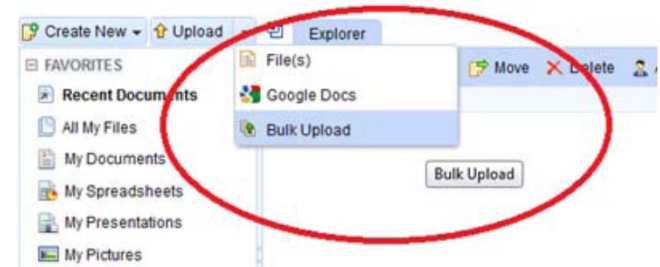 Create New Upload Explorer
File(s)
FAVORITES Move Delete
Recent Documents Google Docs
All My Files Bulk Upload
My Documents Bulk Upload
My Spreadsheets
My Presentations
My Pictures